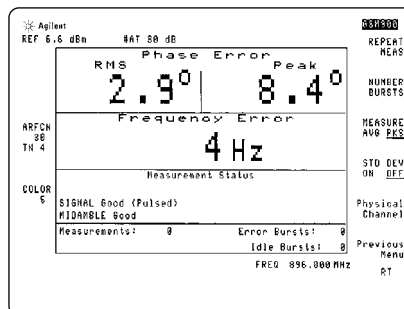 Agilent
REF 6.6 dBm #AT 30 dB
GSM900
Phase Error
RMS Peak
2.9° 8.4°
Frequency Error
4 Hz
Measurement Status
SIGNAL Good (Pulsed)
MIDAMBLE Good
Measurements: 0 Error Bursts: 0
Idle Bursts: 0
FREQ 896.000 MHz
ARFCN
30
TN 4
COLOR
5
REPEAT
MEAS
NUMBER
BURSTS
MEASURE
AVG PKS
STD DEV
ON OFF
Physical
Channel
Previous
Menu
RT